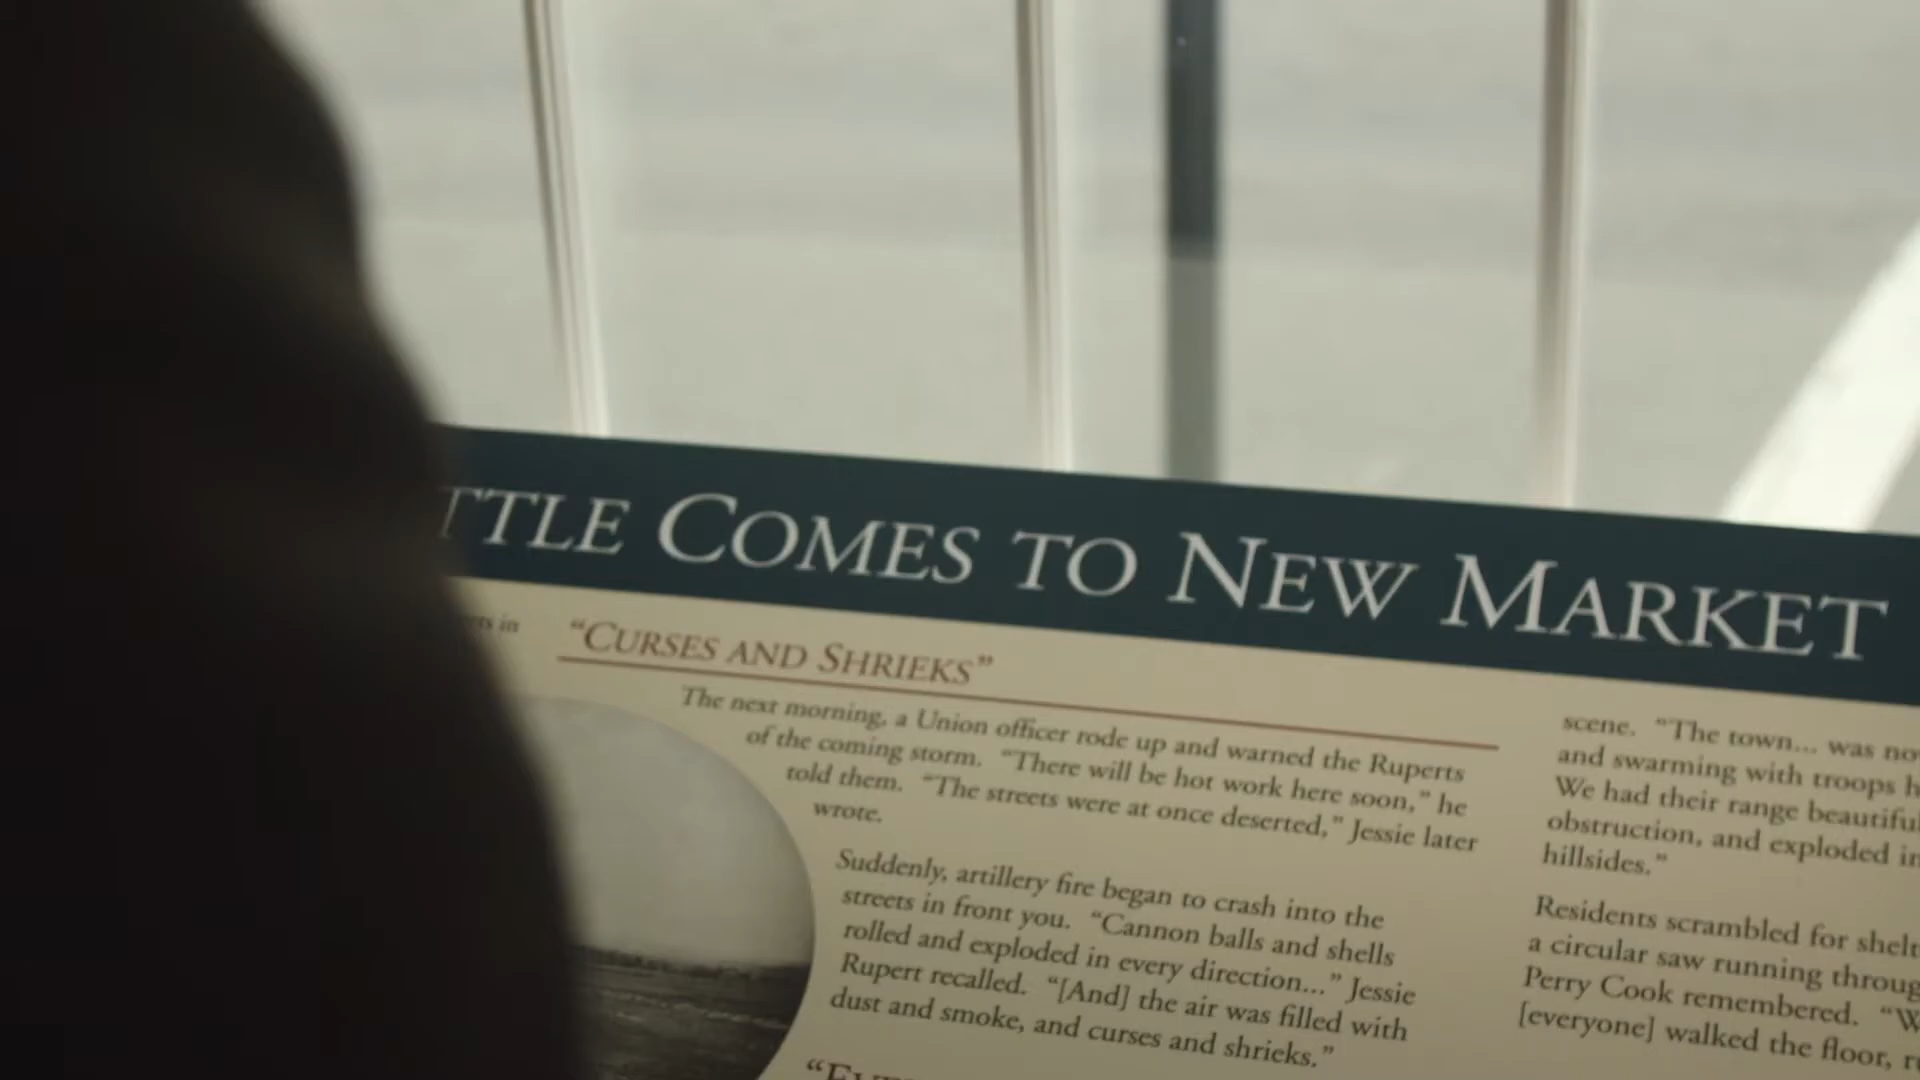 TTLE COMES TO NEW MARKET
in
“CURSES AND SHRIEKS”
The next morning, a Union officer rode up and warned the Ruperts
of the coming storm. “There will be hot work here soon,” he
told them. “The streets were at once deserted,” Jessie later
wrote.
Suddenly, artillery fire began to crash into the
streets in front you. “Cannon balls and shells
rolled and exploded in every direction...” Jessie
Rupert recalled. “[And] the air was filled with
dust and smoke, and curses and shrieks.”
scene. “The town... was
and swarming with troops
We had their range
obstruction, and exploded
hillsides.”
Residents scrambled for
a circular saw running
Perry Cook remembered.
[everyone] walked the floor,